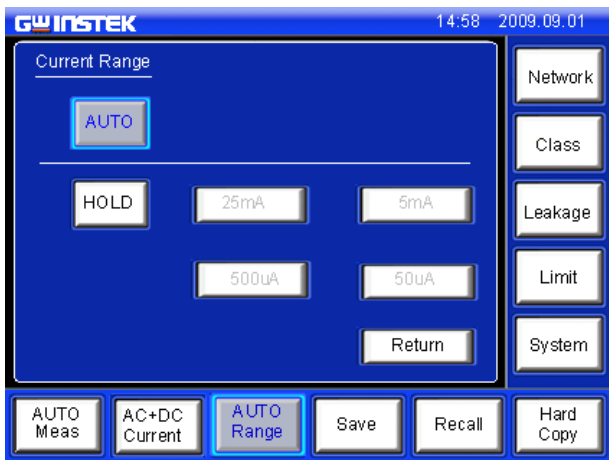 GWINSTEK 14:58 2009.09.01
Current Range
AUTO
HOLD 25mA 5mA
500uA 50uA
Return
Network
Class
Leakage
Limit
System
AUTO
Meas
AC+DC
Current
AUTO
Range
Save
Recall
Hard
Copy